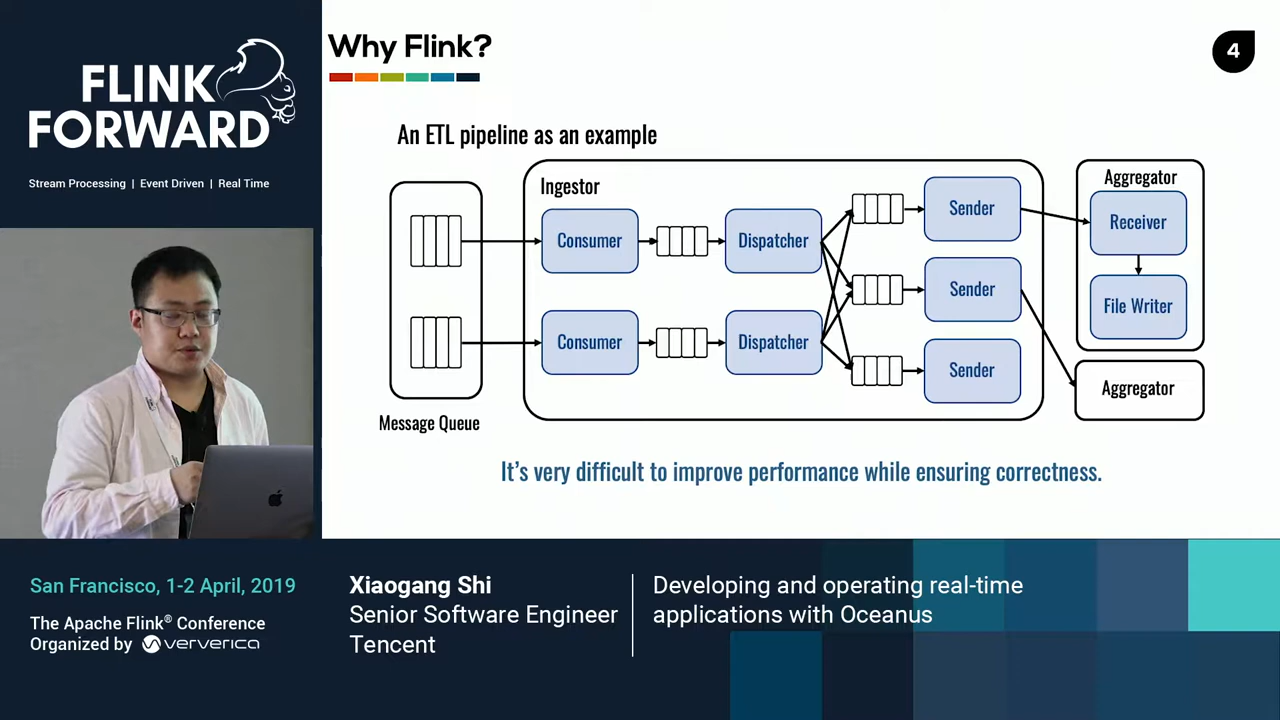 FLINK
FORWARD
Stream Processing | Event Driven | Real Time
Why Flink?
4
An ETL pipeline as an example
Ingestor
Consumer
Dispatcher
Sender
Sender
Consumer
Dispatcher
Sender
Aggregator
Receiver
File Writer
Aggregator
Message Queue
It's very difficult to improve performance while ensuring correctness.
San Francisco, 1-2 April, 2019
The Apache Flink® Conference
Organized by ververica
Xiaogang Shi
Senior Software Engineer
Tencent
Developing and operating real-time
applications with Oceanus